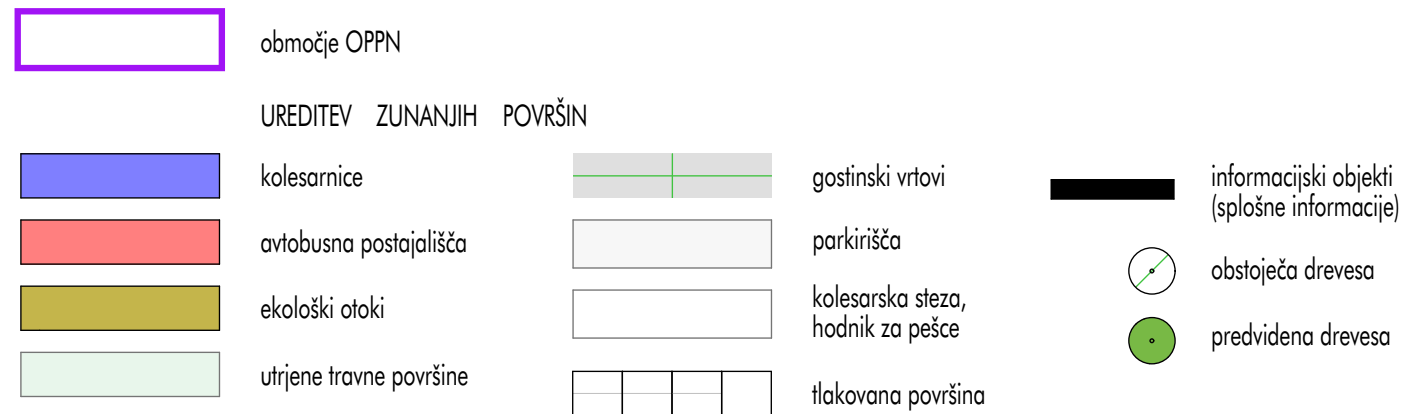 območje OPPN
UREDITEV ZUNANJIH POVRŠIN
kolesarnice
avtobusna postajališča
ekološki otoki
utrjene travne površine
gostinski vrtovi
parkirišča
kolesarska steza,
hodnik za pešce
tlakovana površina
informacijski objekti
(splošne informacije)
obstoječa drevesa
predvidena drevesa